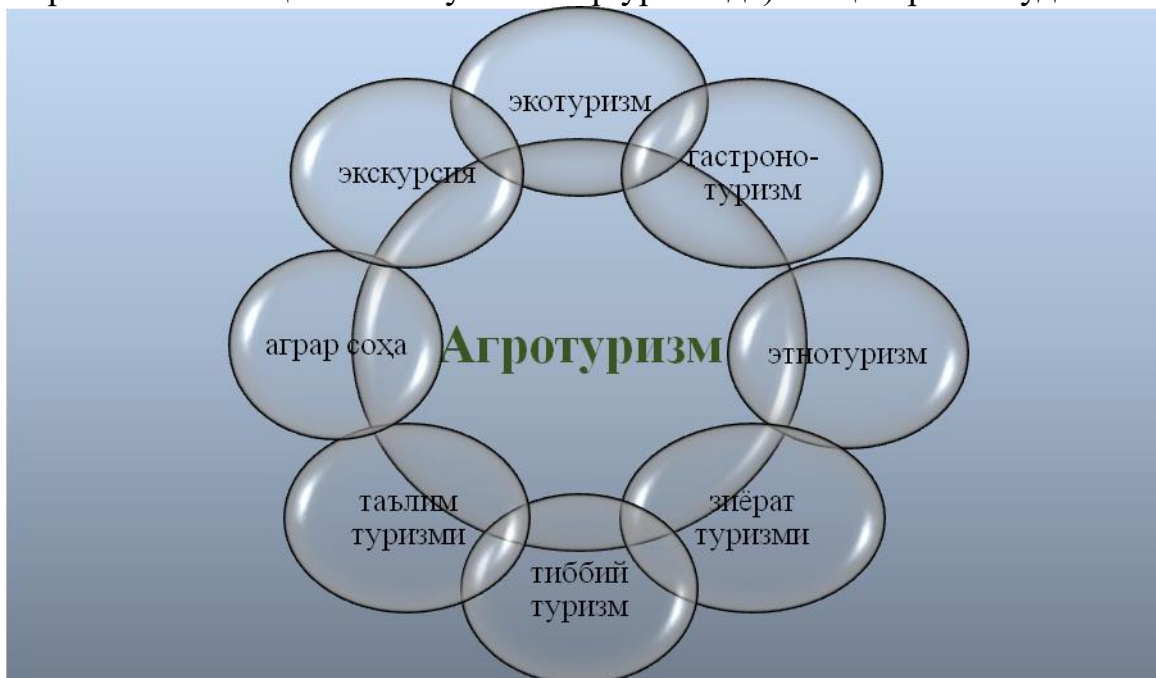 экотуризм
гастроно-
туризм
этнотуризм
зиёрат
туризми
тиббий
туризм
таълим
туризми
аграр соҳа
экскурсия
Агротуризм